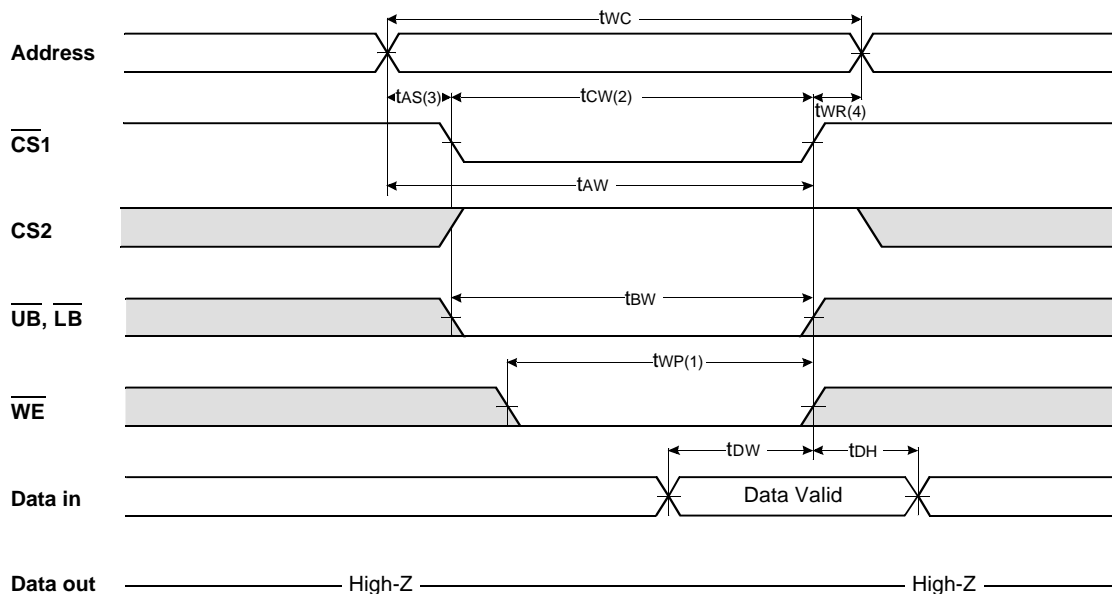 tWC
Address
tAS(3) tCW(2) tWR(4)
CS1
tAW
CS2
tBW
UB, LB
tWP(1)
WE
tDW tDH
Data in Data Valid
Data out High-Z High-Z